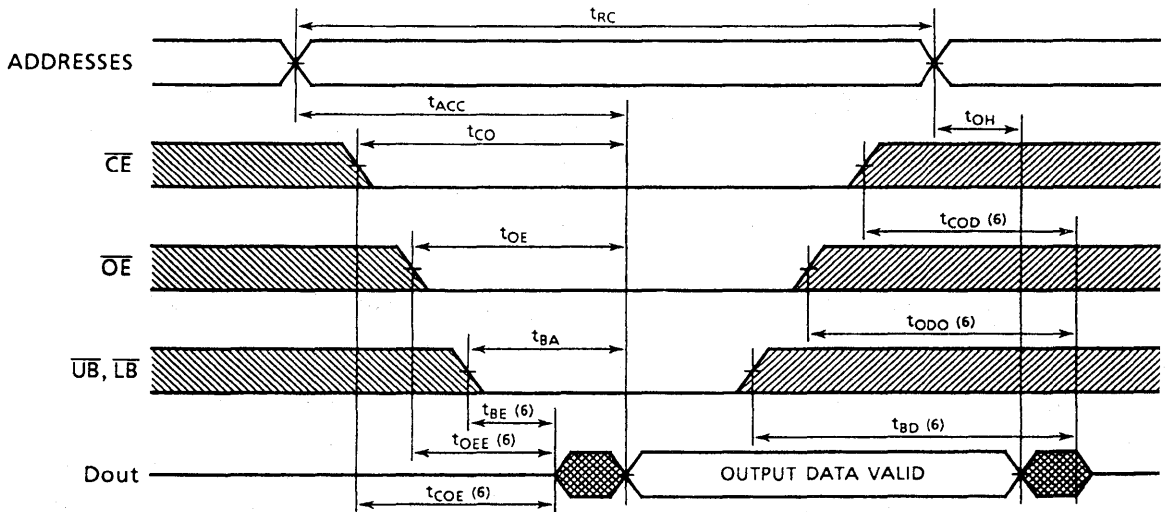 tRC
ADDRESSES
tACC
tOH
tCO
CE
tCOD (6)
tOE
OE
tODO (6)
tBA
UB, LB
tBE (6)
tBD (6)
tOEE (6)
Dout
OUTPUT DATA VALID
tCOE (6)